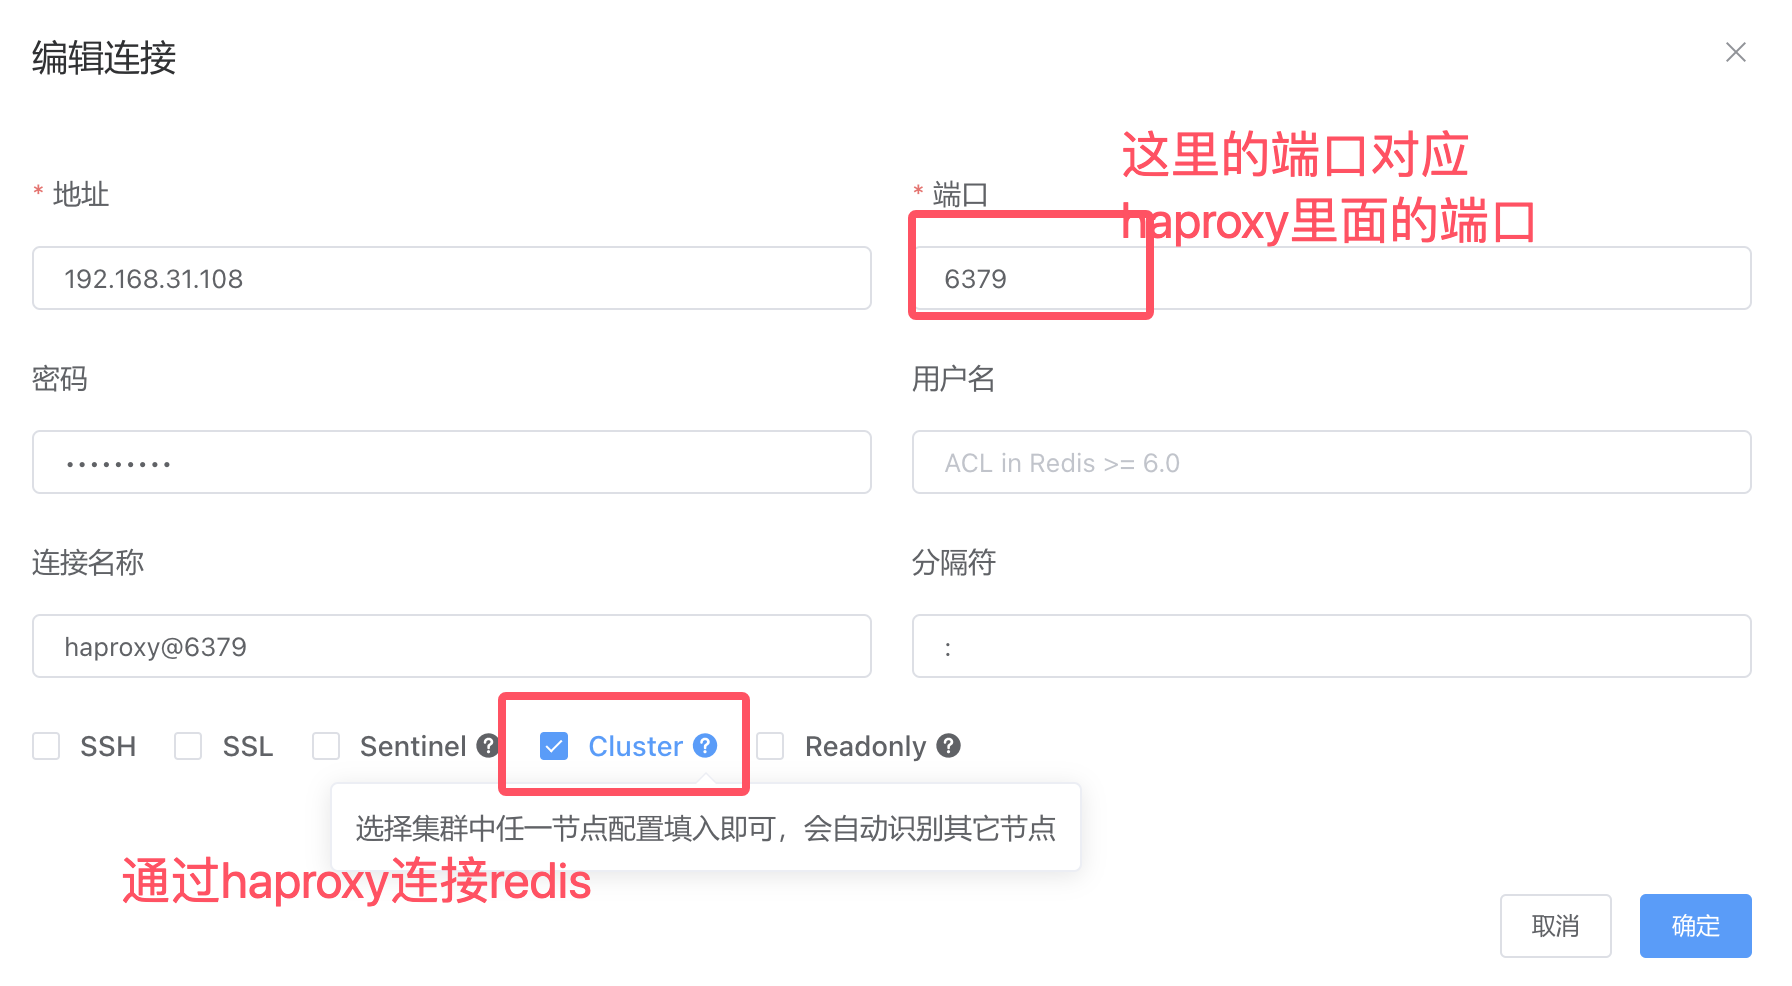 编辑连接
这里的端口对应
haproxy里面的端口
* 地址
* 端口
192.168.31.108
6379
密码
用户名
•••••••••
ACL in Redis >= 6.0
连接名称
分隔符
haproxy@6379
:
SSH SSL Sentinel ? Cluster ? Readonly ?
选择集群中任一节点配置填入即可，会自动识别其它节点
通过haproxy连接redis
取消
确定